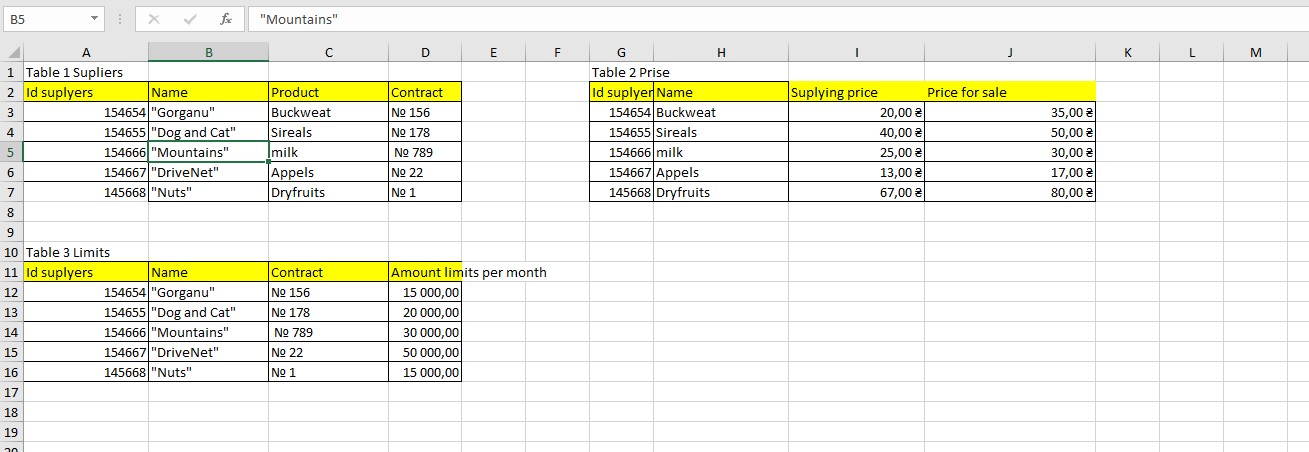 B5 fx "Mountains"
A B C D E F G H I J K L M
1 Table 1 Supliers Table 2 Prise
2 Id suplyers Name Product Contract Id suplyer Name Suplying price Price for sale
3 154654 "Gorganu" Buckweat № 156 154654 Buckweat 20,00 ₴ 35,00 ₴
4 154655 "Dog and Cat" Sireals № 178 154655 Sireals 40,00 ₴ 50,00 ₴
5 154666 "Mountains" milk № 789 154666 milk 25,00 ₴ 30,00 ₴
6 154667 "DriveNet" Appels № 22 154667 Appels 13,00 ₴ 17,00 ₴
7 145668 "Nuts" Dryfruits № 1 145668 Dryfruits 67,00 ₴ 80,00 ₴
8
9
10 Table 3 Limits
11 Id suplyers Name Contract Amount limits per month
12 154654 "Gorganu" № 156 15 000,00
13 154655 "Dog and Cat" № 178 20 000,00
14 154666 "Mountains" № 789 30 000,00
15 154667 "DriveNet" № 22 50 000,00
16 145668 "Nuts" № 1 15 000,00
17
18
19
20